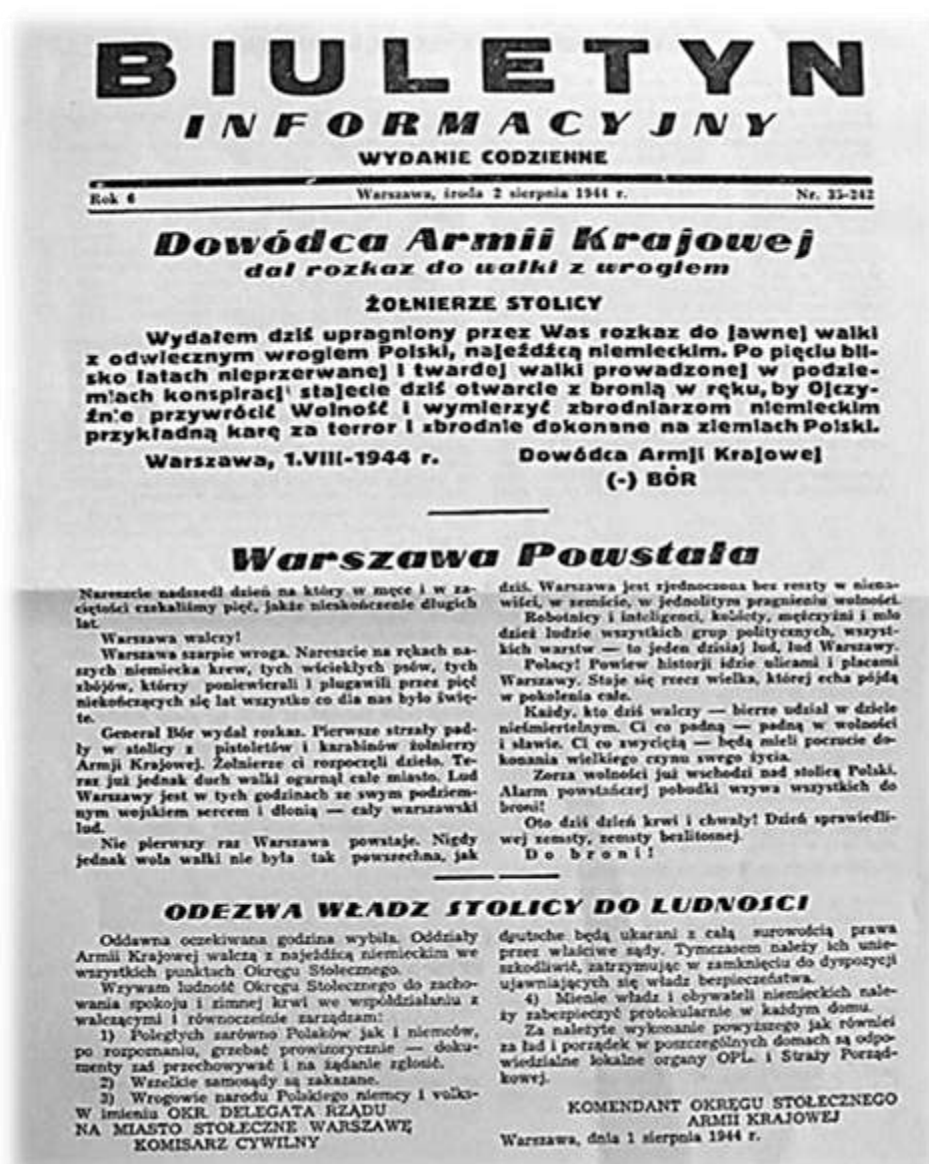 BIULETYN
INFORMACYJNY
WYDANIE CODZIENNE
Rok 6 Warszawa, środa 2 sierpnia 1944 r. Nr. 35-242
Dowódca Armii Krajowej
dał rozkaz do walki z wrogiem
ŻOŁNIERZE STOLICY
Wydałem dziś upragniony przez Was rozkaz do jawnej walki
z odwiecznym wrogiem Polski, najeźdźcą niemieckim. Po pięciu bli-
sko latach nieprzerwanej i twardej walki prowadzonej w podzie-
miach konspiracji stajecie dziś otwarcie z bronią w ręku, by Ojczy-
źnie przywrócić Wolność i wymierzyć zbrodniarzom niemieckim
przykładną karę za terror i zbrodnie dokonane na ziemiach Polski.
Warszawa, 1.VIII-1944 r. Dowódca Armji Krajowej
(-) BÓR
Warszawa Powstała
Nareszcie nadszedł dzień na który w męce i w za-
ciętości czekaliśmy pięć, jakże nieskończenie długich
lat.
Warszawa walczy!
Warszawa szarpie wroga. Nareszcie na rękach na-
szych niemiecka krew, tych wściekłych psów, tych
zbójów, którzy poniewierali i plugawili przez pięć
niekończących się lat wszystko co dla nas było świę-
te.
Generał Bór wydał rozkaz. Pierwsze strzały pad-
ły w stolicy z pistoletów i karabinów żołnierzy
Armji Krajowej. Żołnierze ci rozpoczęli dzieło. Te-
raz już jednak duch walki ogarnął całe miasto. Lud
Warszawy jest w tych godzinach ze swym podziem-
nym wojskiem sercem i dłonią — cały warszawski
lud.
Nie pierwszy raz Warszawa powstaje. Nigdy
jednak wola walki nie była tak powszechna, jak
dziś. Warszawa jest zjednoczona bez reszty w niena-
wiści, w zemście, w jednolitym pragnieniu wolności.
Robotnicy i inteligenci, kobiety, mężczyźni i mło
dzież ludzie wszystkich grup politycznych, wszyst-
kich warstw — to jeden dzisiaj lud, lud Warszawy.
Polacy! Powiew historji idzie ulicami i placami
Warszawy. Staje się rzecz wielka, której echa pójdą
w pokolenia całe.
Każdy, kto dziś walczy — bierze udział w dziele
nieśmiertelnym. Ci co padną — padną w wolności
i sławie. Ci co zwyciężą — będą mieli poczucie do-
konania wielkiego czynu swego życia.
Zorza wolności już wschodzi nad stolicą Polski.
Alarm powstańczej pobudki wzywa wszystkich do
broni!
Oto dziś dzień krwi i chwały! Dzień sprawiedli-
wej zemsty, zemsty bezlitosnej.
Do broni!
ODEZWA WŁADZ STOLICY DO LUDNOŚCI
Oddawna oczekiwana godzina wybiła. Oddziały
Armii Krajowej walczą z najeźdźcą niemieckim we
wszystkich punktach Okręgu Stołecznego.
Wzywam ludność Okręgu Stołecznego do zacho-
wania spokoju i zimnej krwi we współdziałaniu z
walczącymi i równocześnie zarządzam:
1) Poległych zarówno Polaków jak i niemców,
po rozpoznaniu, grzebać prowizorycznie — doku-
menty zaś przechowywać i na żądanie zgłosić.
2) Wszelkie samosądy są zakazane.
3) Wrogowie narodu Polskiego niemcy i volks-
W imieniu OKR. DELEGATA RZĄDU
NA MIASTO STOŁECZNE WARSZAWĘ
KOMISARZ CYWILNY
deutsche będą ukarani z całą surowością prawa
przez właściwe sądy. Tymczasem należy ich unie-
szkodliwić, zatrzymując w zamknięciu do dyspozycji
ujawniających się władz bezpieczeństwa.
4) Mienie władz i obywateli niemieckich nale-
ży zabezpieczyć protokularnie w każdym domu.
Za należyte wykonanie powyższego jak również
za ład i porządek w poszczególnych domach są odpo-
wiedzialne lokalne organy OPL. i Straży Porząd-
kowej.
KOMENDANT OKRĘGU STOŁECZNEGO
ARMII KRAJOWEJ
Warszawa, dnia 1 sierpnia 1944 r.